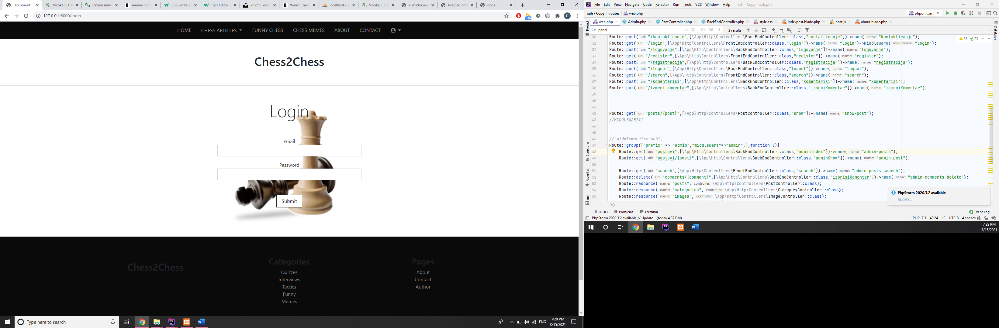 Document
Visoka ICT š
Online mate
meme-n.pn
CSS white-s
Tryit Editor v
knight, king,
Weird Chess
localhost / 1
Visoka ICT š
elkhsdocum
Pregled bo
docs
127.0.0.1:8000/login
100
D
HOME CHESS ARTICLES FUNNY CHESS CHESS MEMES ABOUT CONTACT
Chess2Chess
Login
Email
Password
Submit
Chess2Chess
Categories
Quizzes
Interviews
Tactics
Funny
Memes
Pages
About
Contact
Author
Type here to search
ENG
7:29 PM
3/15/2021
File Edit View Navigate Code Refactor Run Tools VCS Window Help sah - Copy - web.php
sah - Copy routes web.php
phpunit.xml
web.php Admin.php PostController.php BackEndController.php style.css indexpost.blade.php post.js about.blade.php
panel Cc W .* 2 results
36 23
30 Route::post( uri: "/kontaktiranje",[\App\Http\Controllers\BackEndController::class,"kontaktiranje"])->name( name: "kontaktiranje");
31 Route::get( uri: "/login",[\App\Http\Controllers\FrontEndController::class,"login"])->name( name: "login")->middleware( middleware: "login");
32 Route::post( uri: "/logovanje",[\App\Http\Controllers\BackEndController::class,"logovanje"])->name( name: "logovanje");
33 Route::get( uri: "/register",[\App\Http\Controllers\FrontEndController::class,"register"])->name( name: "register");
34 Route::post( uri: "/registracija",[\App\Http\Controllers\BackEndController::class,"registracija"])->name( name: "registracija");
35 Route::post( uri: "/logout",[\App\Http\Controllers\BackEndController::class,"logout"])->name( name: "logout");
36 Route::get( uri: "/search",[\App\Http\Controllers\FrontEndController::class,"search"])->name( name: "search");
37 Route::post( uri: "/komentarisi",[\App\Http\Controllers\BackEndController::class,"komentarisi"])->name( name: "komentarisi");
38 Route::put( uri: "/izmeni-komentar",[\App\Http\Controllers\BackEndController::class,"izmeniKomentar"])->name( name: "izmeniKomentar");
39
40
41
42 Route::get( uri: "posts/{post}",[\App\Http\Controllers\PostController::class,"show"])->name( name: "show-post");
43 //MIDDLEWARIII
44
45
46 //"middleware"=>"web",
47 Route::group(["prefix" => "admin","middleware"=>"admin",],function (){
48 Route::get( uri: "postovi",[\App\Http\Controllers\BackEndController::class,"adminIndex"])->name( name: "admin-posts");
49 Route::get( uri: "postovi/{post}",[\App\Http\Controllers\BackEndController::class,"adminShow"])->name( name: "admin-post");
50
51 Route::get( uri: "search",[\App\Http\Controllers\FrontEndController::class,"search"])->name( name: "admin-posts-search");
52 Route::delete( uri: "comments/{comment}",[\App\Http\Controllers\BackEndController::class,"izbrisiKomentar"])->name( name: "admin-comments-delete");
53 Route::resource( name: "posts", controller: \App\Http\Controllers\PostController::class);
54 Route::resource( name: "categories", controller: \App\Http\Controllers\CategoryController::class);
55 Route::resource( name: "images", controller: \App\Http\Controllers\ImageController::class);
λ()
Project
Structure
Favorites
npm
Database
PhpStorm 2020.3.2 available
Update...
TODO Problems Terminal
4 Event Log
PhpStorm 2020.3.2 available // Update... (today 4:37 PM)
PHP: 7.3 48:24 LF UTF-8 4 spaces
7:29 PM
3/15/2021